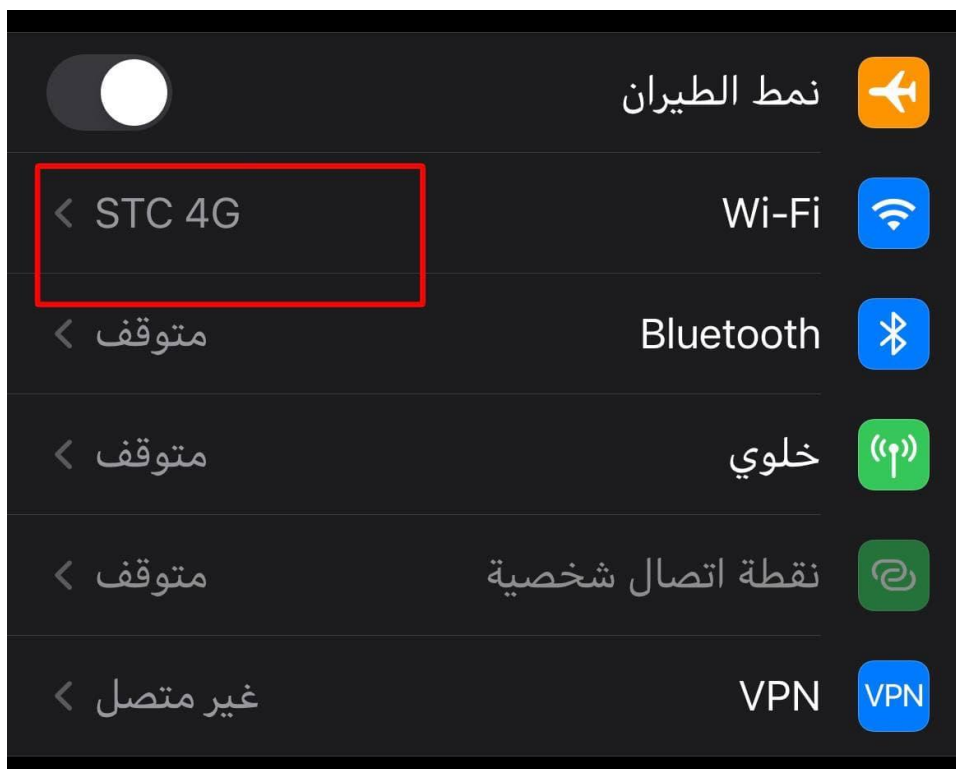 نمط الطيران
Wi-Fi STC 4G
Bluetooth متوقف
خلوي متوقف
نقطة اتصال شخصية متوقف
VPN VPN غير متصل